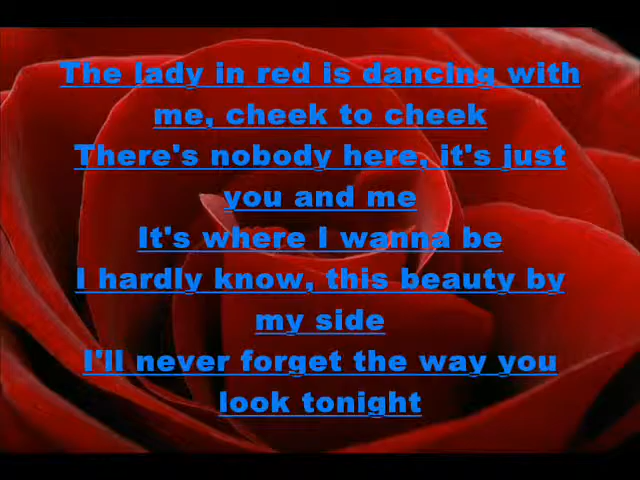 The lady in red is dancing with
me, cheek to cheek
There's nobody here, it's just
you and me
It's where I wanna be
I hardly know, this beauty by
my side
I'll never forget the way you
look tonight